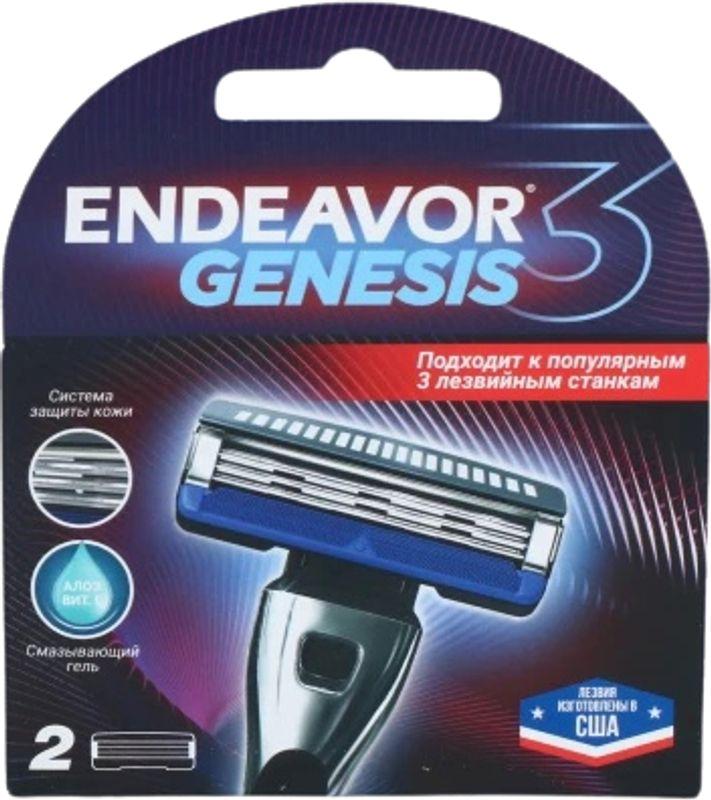 ENDEAVOR®
GENESIS 3
Подходит к популярным
3 лезвийным станкам
Система
защиты кожи
АЛОЭ
ВИТ. Е
Смазывающий
гель
2
ЛЕЗВИЯ
ИЗГОТОВЛЕНЫ В
США